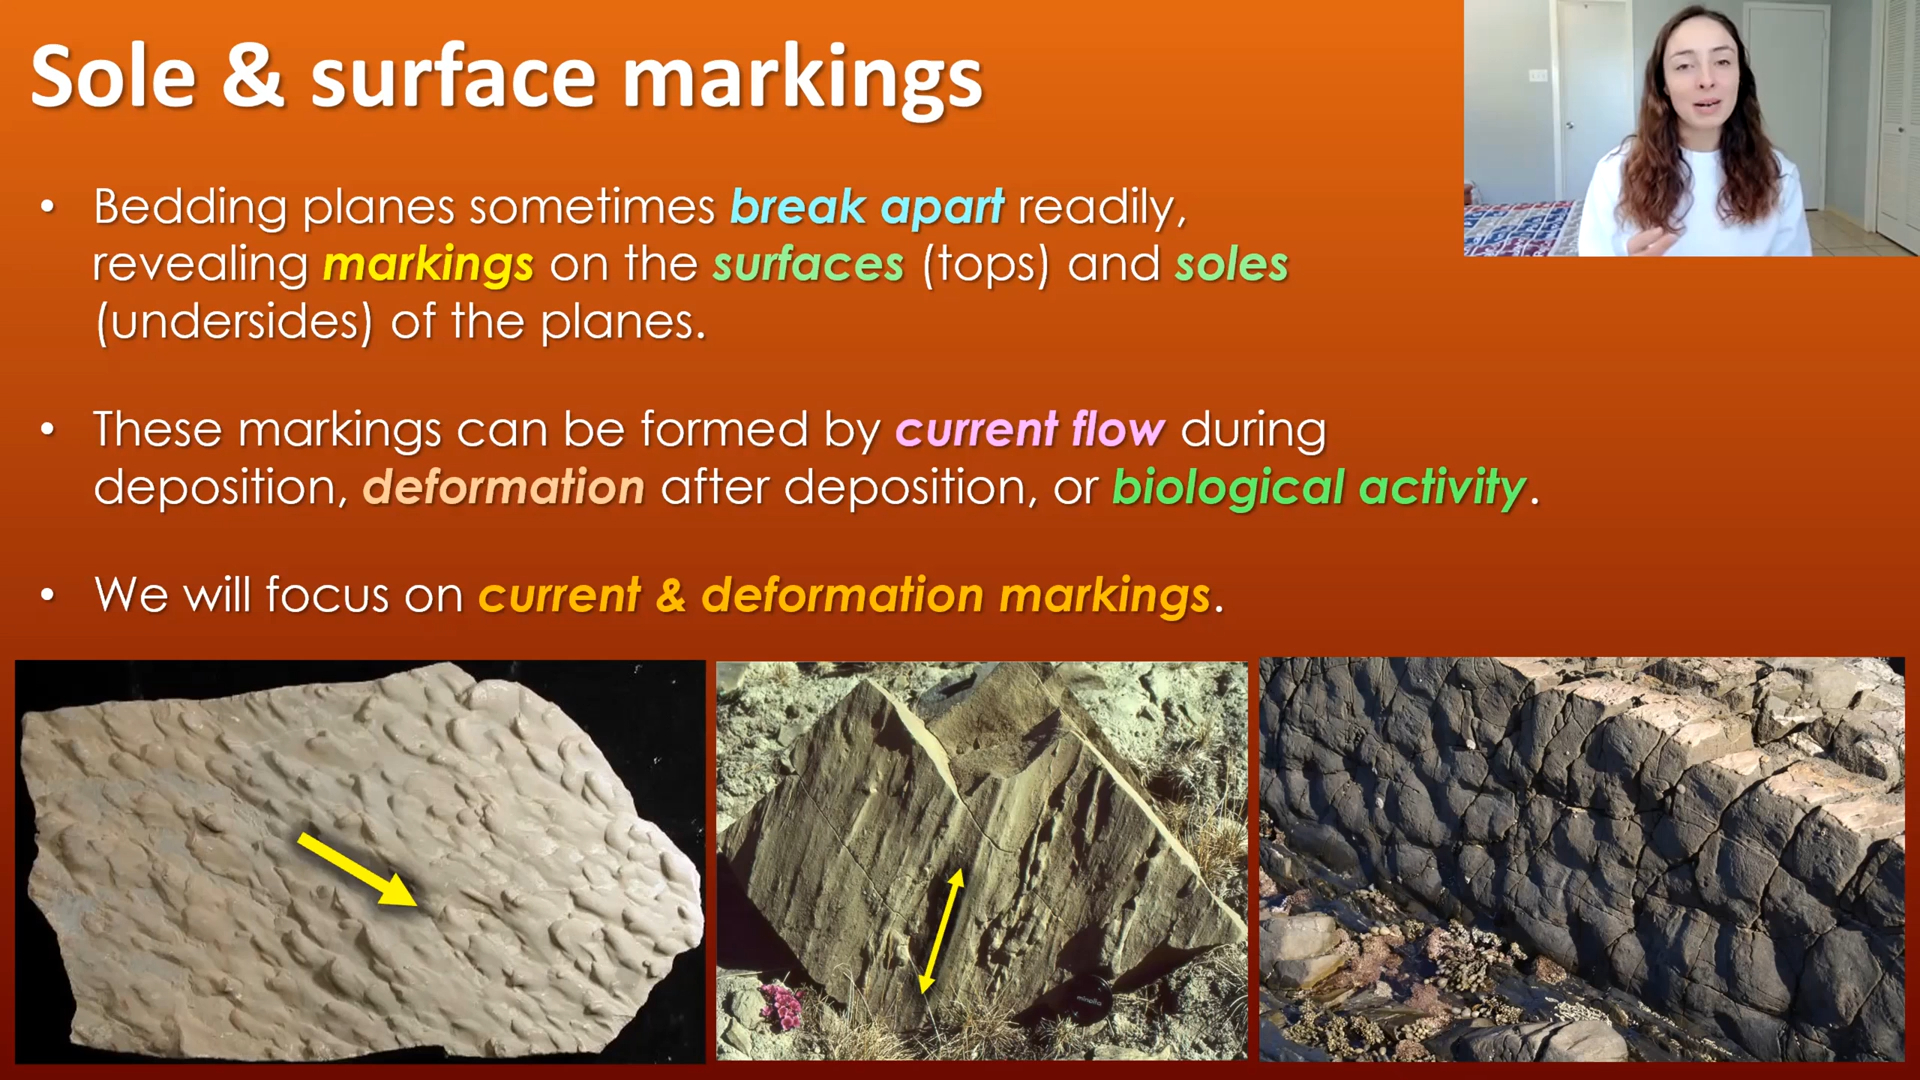 Sole & surface markings
• Bedding planes sometimes break apart readily,
revealing markings on the surfaces (tops) and soles
(undersides) of the planes.
• These markings can be formed by current flow during
deposition, deformation after deposition, or biological activity.
• We will focus on current & deformation markings.
minolta